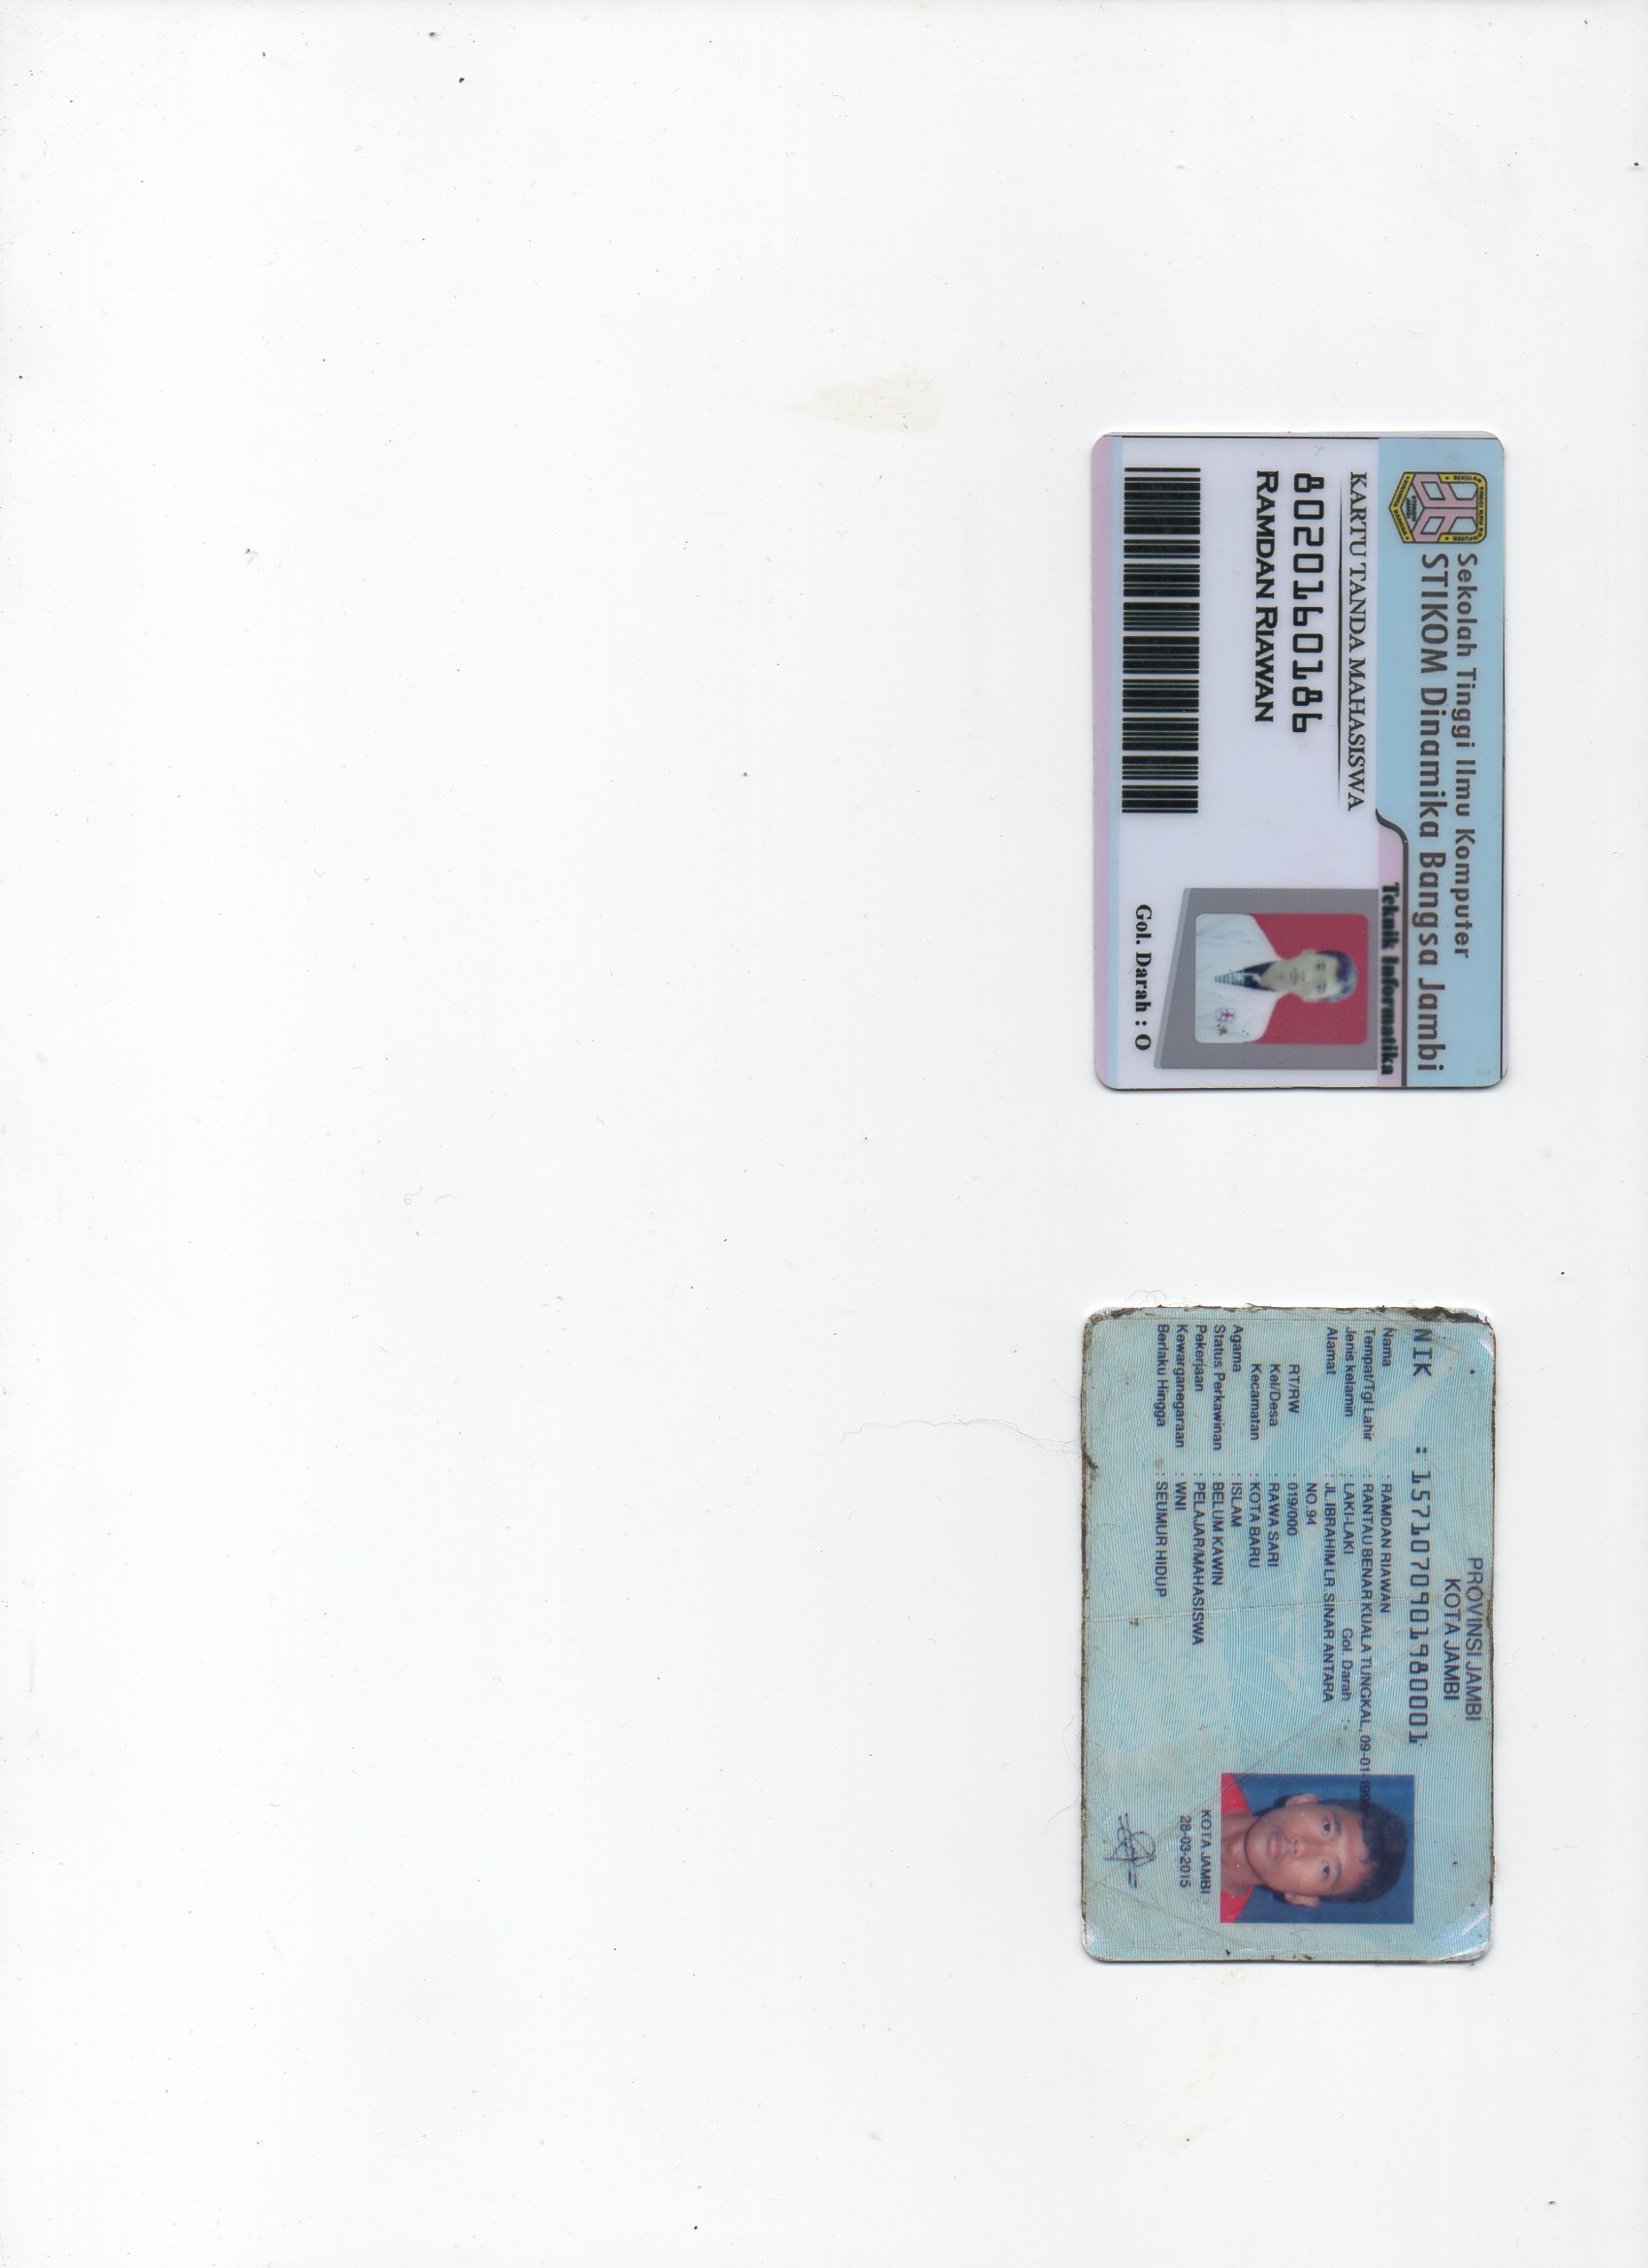 Sekolah Tinggi Ilmu Komputer
STIKOM Dinamika Bangsa Jambi
Teknik Informatika
KARTU TANDA MAHASISWA
8020160186
RAMDAN RIAWAN
Gol. Darah : O
PROVINSI JAMBI
KOTA JAMBI
NIK : 1571070901980001
Nama : RAMDAN RIAWAN
Tempat/Tgl Lahir : RANTAU BENAR KUALA TUNGKAL, 09-01-
Jenis kelamin : LAKI-LAKI Gol. Darah : -
Alamat : JL.IBRAHIM LR. SINAR ANTARA
NO.94
RT/RW : 019/000
Kel/Desa : RAWA SARI
Kecamatan : KOTA BARU
Agama : ISLAM
Status Perkawinan : BELUM KAWIN
Pekerjaan : PELAJAR/MAHASISWA
Kewarganegaraan : WNI
Berlaku Hingga : SEUMUR HIDUP
KOTA JAMBI
28-03-2015